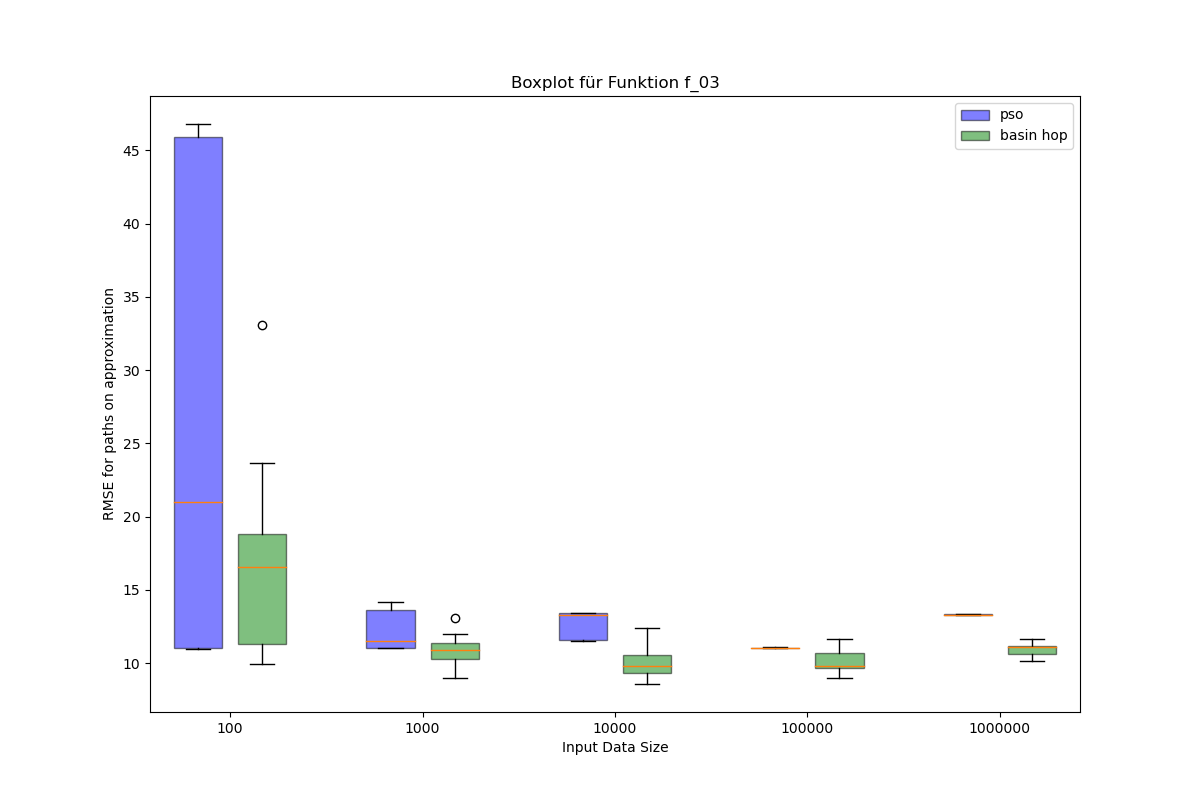 Boxplot für Funktion f_03
pso
basin hop
RMSE for paths on approximation
45
40
35
30
25
20
15
10
100 1000 10000 100000 1000000
Input Data Size